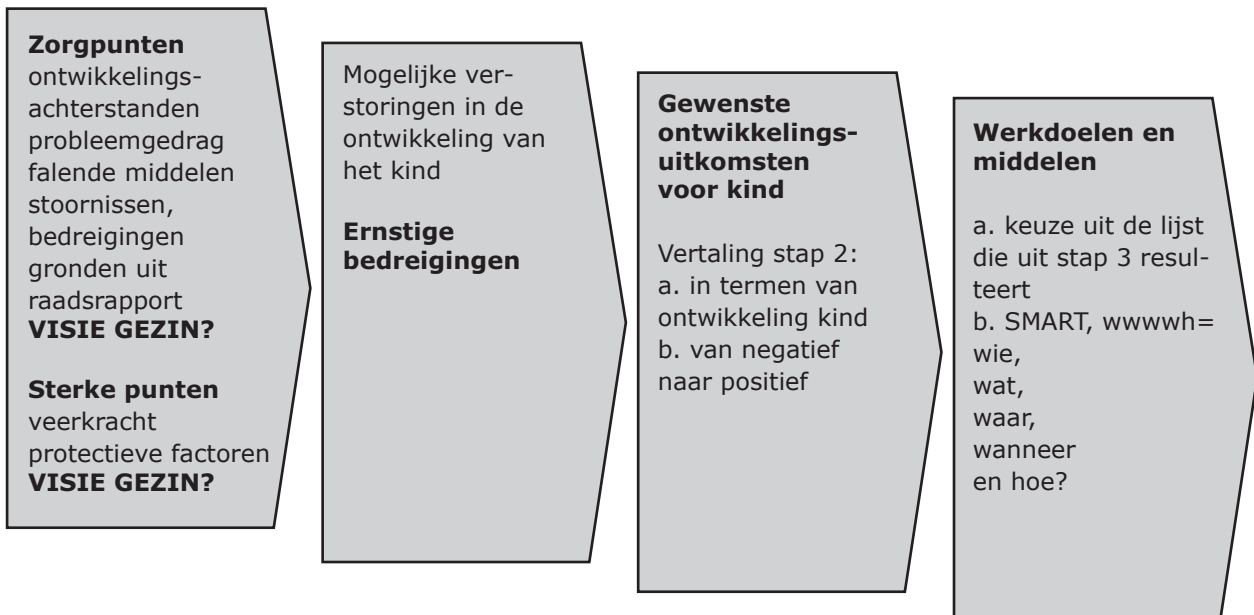 Zorgpunten
ontwikkelings-
achterstanden
probleemgedrag
falende middelen
stoornissen,
bedreigingen
gronden uit
raadsrapport
VISIE GEZIN?
Sterke punten
veerkracht
protectieve factoren
VISIE GEZIN?
Mogelijke ver-
storingen in de
ontwikkeling van
het kind
Ernstige
bedreigingen
Gewenste
ontwikkelings-
uitkomsten
voor kind
Vertaling stap 2:
a. in termen van
ontwikkeling kind
b. van negatief
naar positief
Werkdoelen en
middelen
a. keuze uit de lijst
die uit stap 3 resul-
teert
b. SMART, wwwwh=
wie,
wat,
waar,
wanneer
en hoe?